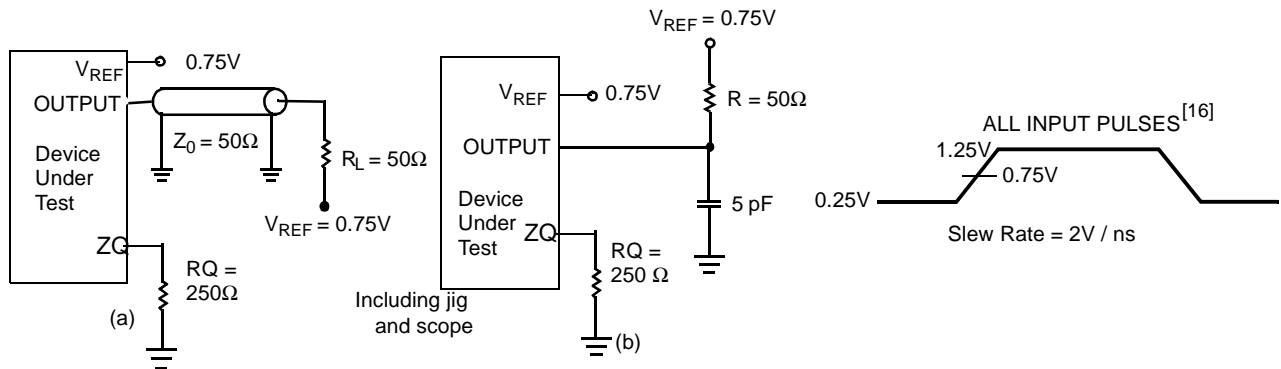 V_REF
0.75V
OUTPUT
Z_0 = 50Ω
Device
Under
Test
R_L = 50Ω
V_REF = 0.75V
ZQ
RQ =
250Ω
(a)
V_REF = 0.75V
R = 50Ω
V_REF
0.75V
OUTPUT
Device
Under
Test
5 pF
ZQ
RQ =
250 Ω
Including jig
and scope
(b)
ALL INPUT PULSES[16]
1.25V
0.75V
0.25V
Slew Rate = 2V / ns